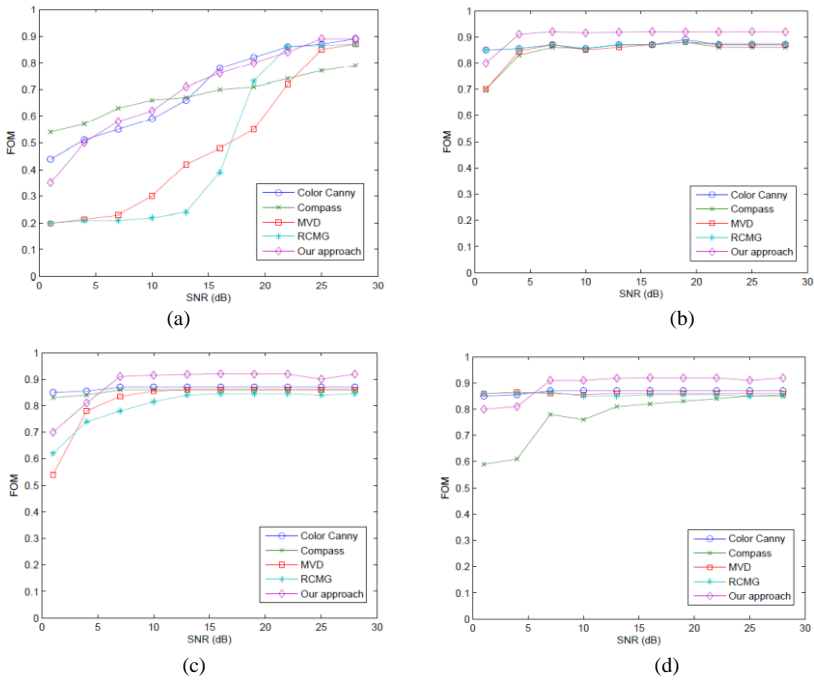 1
0.9
0.8
0.7
0.6
0.5
0.4
0.3
0.2
0.1
0
FOM
0 5 10 15 20 25 30
SNR (dB)
Color Canny
Compass
MVD
RCMG
Our approach
(a)
1
0.9
0.8
0.7
0.6
0.5
0.4
0.3
0.2
0.1
0
FOM
0 5 10 15 20 25 30
SNR (dB)
Color Canny
Compass
MVD
RCMG
Our approach
(b)
1
0.9
0.8
0.7
0.6
0.5
0.4
0.3
0.2
0.1
0
FOM
0 5 10 15 20 25 30
SNR (dB)
Color Canny
Compass
MVD
RCMG
Our approach
(c)
1
0.9
0.8
0.7
0.6
0.5
0.4
0.3
0.2
0.1
0
FOM
0 5 10 15 20 25 30
SNR (dB)
Color Canny
Compass
MVD
RCMG
Our approach
(d)